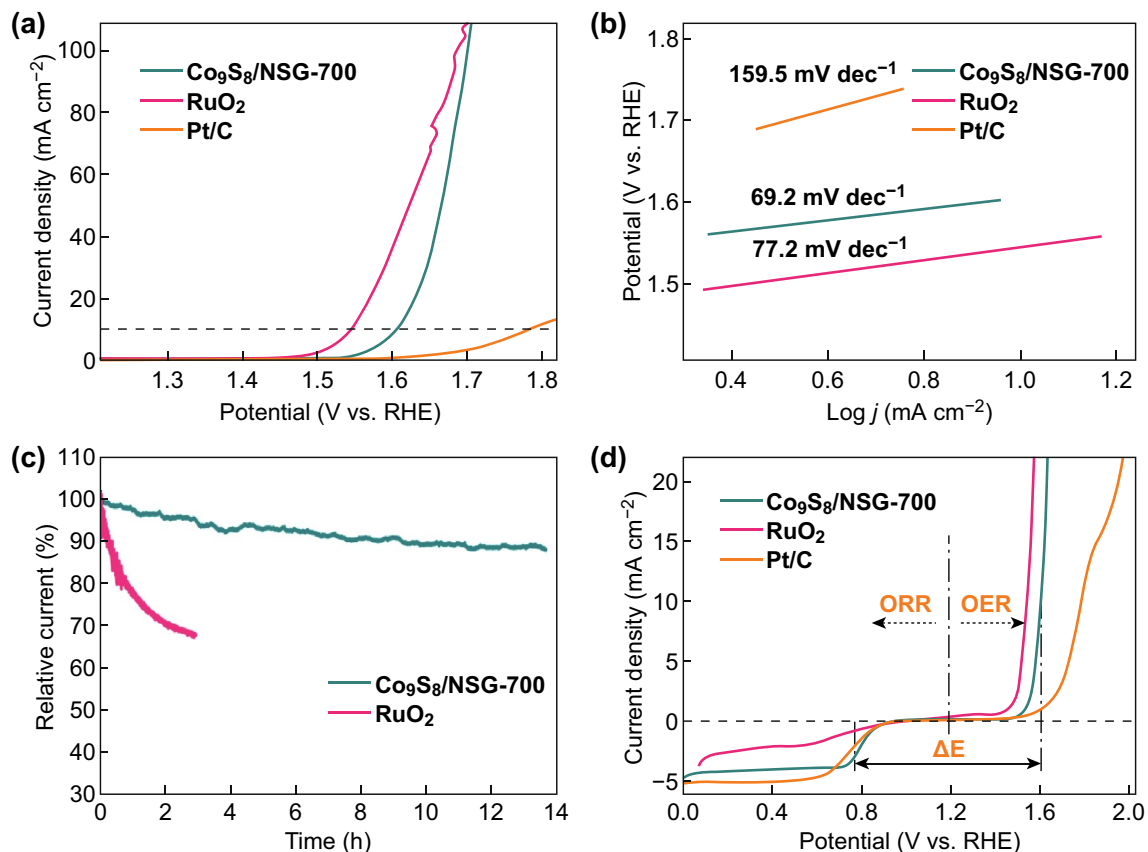 (a)
Co₉S₈/NSG-700
RuO₂
Pt/C
Current density (mA cm⁻²)
100
80
60
40
20
10
0
1.3 1.4 1.5 1.6 1.7 1.8
Potential (V vs. RHE)
(b)
159.5 mV dec⁻¹
Co₉S₈/NSG-700
RuO₂
Pt/C
69.2 mV dec⁻¹
77.2 mV dec⁻¹
Potential (V vs. RHE)
1.8
1.7
1.6
1.5
0.4 0.6 0.8 1.0 1.2
Log j (mA cm⁻²)
(c)
Relative current (%)
110
100
90
80
70
60
50
40
30
Co₉S₈/NSG-700
RuO₂
0 2 4 6 8 10 12 14
Time (h)
(d)
Co₉S₈/NSG-700
RuO₂
Pt/C
ORR OER
ΔE
Current density (mA cm⁻²)
20
15
10
5
0
−5
0.0 0.4 0.8 1.2 1.6 2.0
Potential (V vs. RHE)